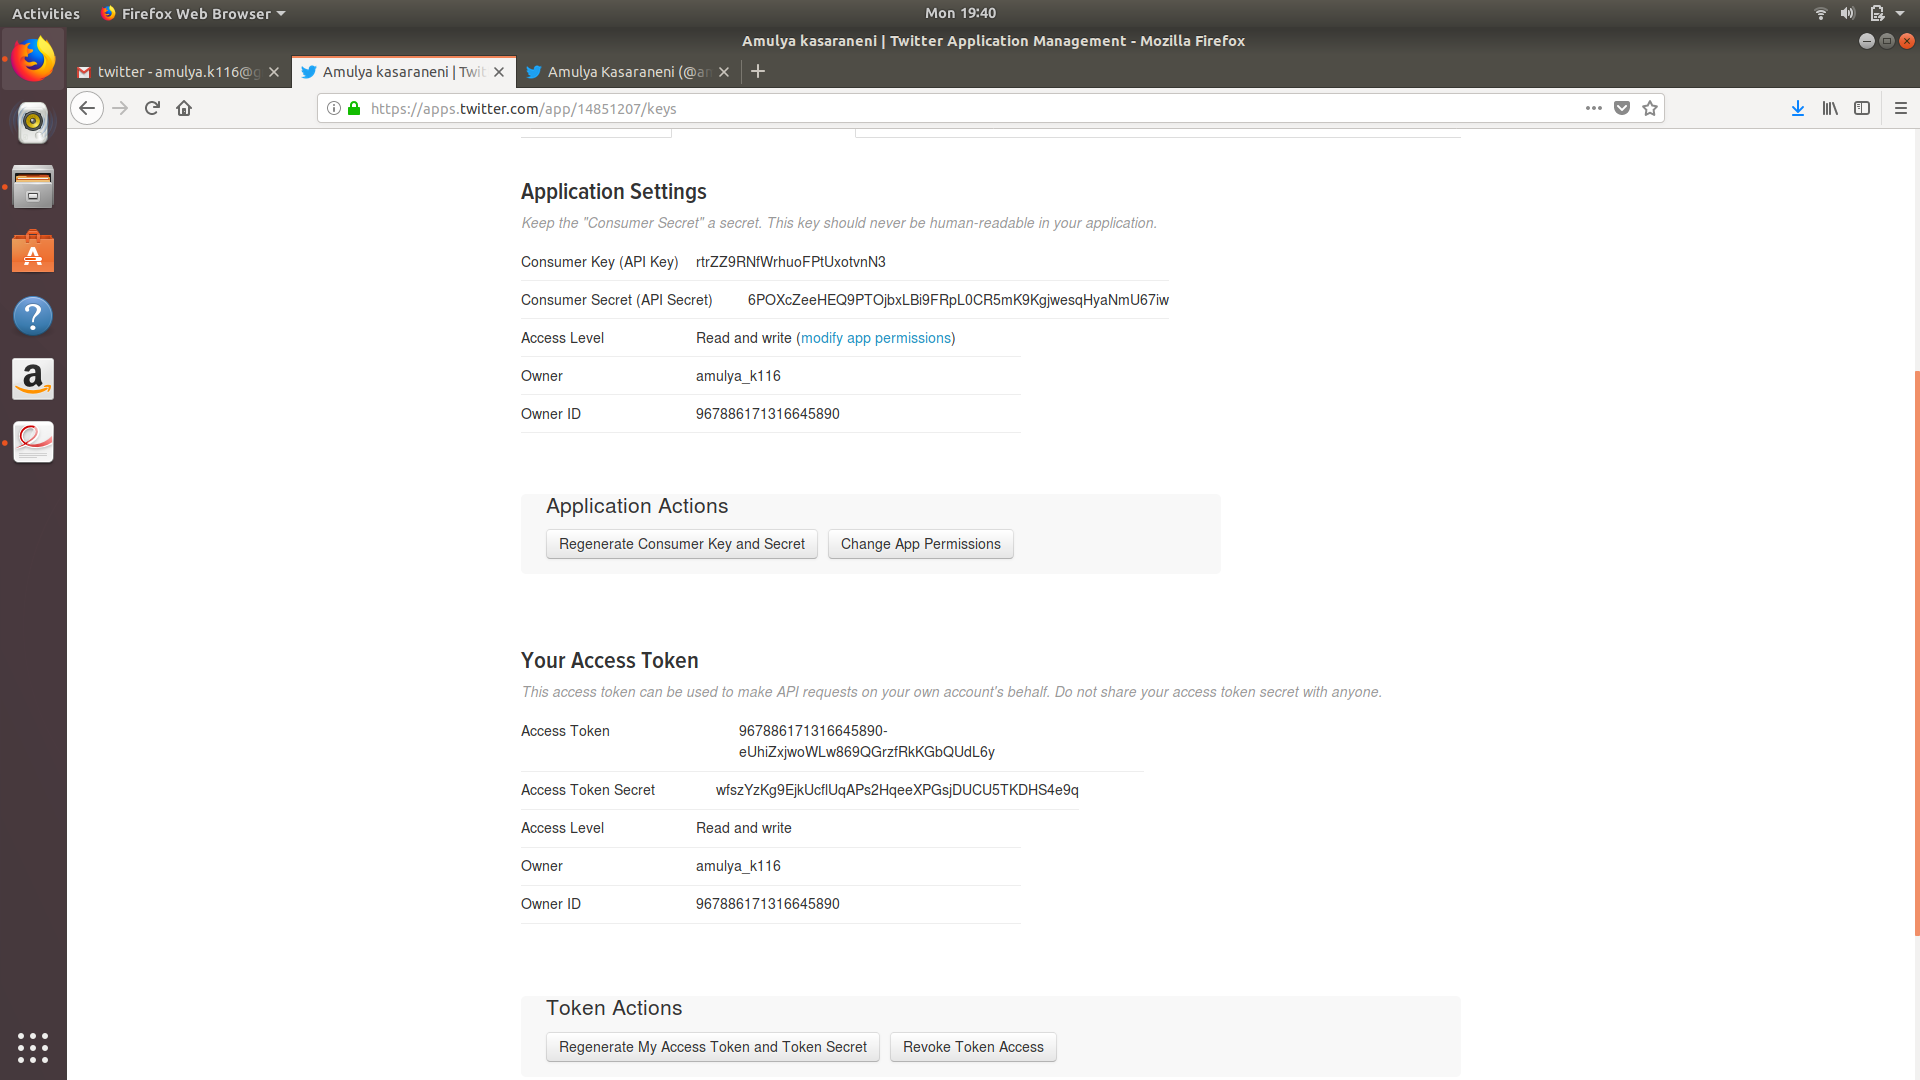 Activities
Firefox Web Browser
Mon 19:40
Amulya kasaraneni | Twitter Application Management - Mozilla Firefox
twitter - amulya.k116@g
Amulya kasaraneni | Twit
Amulya Kasaraneni (@am
https://apps.twitter.com/app/14851207/keys
Application Settings
Keep the "Consumer Secret" a secret. This key should never be human-readable in your application.
Consumer Key (API Key) rtrZZ9RNfWrhuoFPtUxotvnN3
Consumer Secret (API Secret) 6POXcZeeHEQ9PTOjbxLBi9FRpL0CR5mK9KgjwesqHyaNmU67iw
Access Level Read and write (modify app permissions)
Owner amulya_k116
Owner ID 967886171316645890
Application Actions
Regenerate Consumer Key and Secret Change App Permissions
Your Access Token
This access token can be used to make API requests on your own account's behalf. Do not share your access token secret with anyone.
Access Token 967886171316645890-
eUhiZxjwoWLw869QGrzfRkKGbQUdL6y
Access Token Secret wfszYzKg9EjkUcflUqAPs2HqeeXPGsjDUCU5TKDHS4e9q
Access Level Read and write
Owner amulya_k116
Owner ID 967886171316645890
Token Actions
Regenerate My Access Token and Token Secret Revoke Token Access